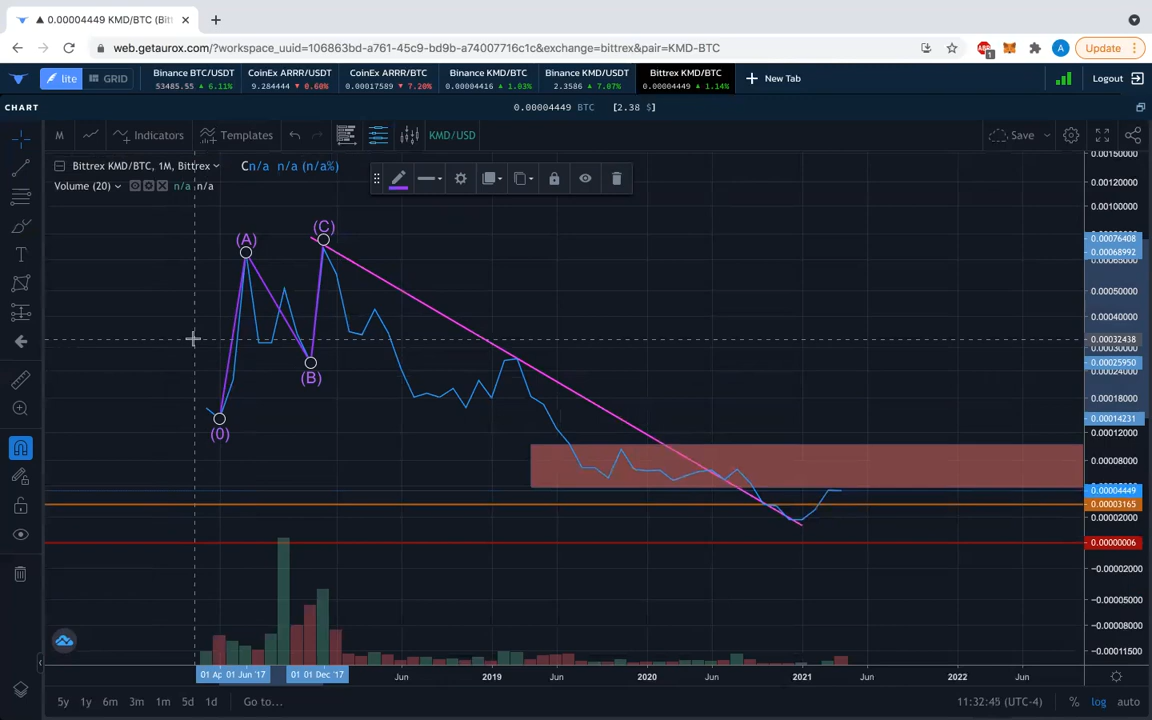 ▲ 0.00004449 KMD/BTC (Bit
web.getaurox.com/?workspace_uuid=106863bd-a761-45c9-bd9b-a74007716c1c&exchange=bittrex&pair=KMD-BTC
1
A
Update
lite
GRID
Binance BTC/USDT
53485.55 ▲ 6.11%
CoinEx ARRR/USDT
9.284444 ▼ 0.60%
CoinEx ARRR/BTC
0.00017589 ▼ 7.20%
Binance KMD/BTC
0.00004416 ▲ 1.03%
Binance KMD/USDT
2.3586 ▲ 7.07%
Bittrex KMD/BTC
0.00004449 ▲ 1.14%
New Tab
Logout
CHART
0.00004449 BTC [2.38 $]
M
Indicators
Templates
KMD/USD
Save
Bittrex KMD/BTC, 1M, Bittrex
Cn/a n/a (n/a%)
Volume (20)
n/a n/a
(A)
(C)
(B)
(0)
0.00150000
0.00120000
0.00100000
0.00076408
0.00068992
0.00050000
0.00040000
0.00032438
0.00030000
0.00025950
0.00024000
0.00018000
0.00014231
0.00012000
0.00008000
0.00004449
0.00003165
0.00002000
0.00000006
−0.00002000
−0.00005000
−0.00008000
−0.00011500
01 Ap
01 Jun '17
01
01 Dec '17
Jun
2019
Jun
2020
Jun
2021
Jun
2022
Jun
5y
1y
6m
3m
1m
5d
1d
Go to...
11:32:45 (UTC-4)
%
log
auto